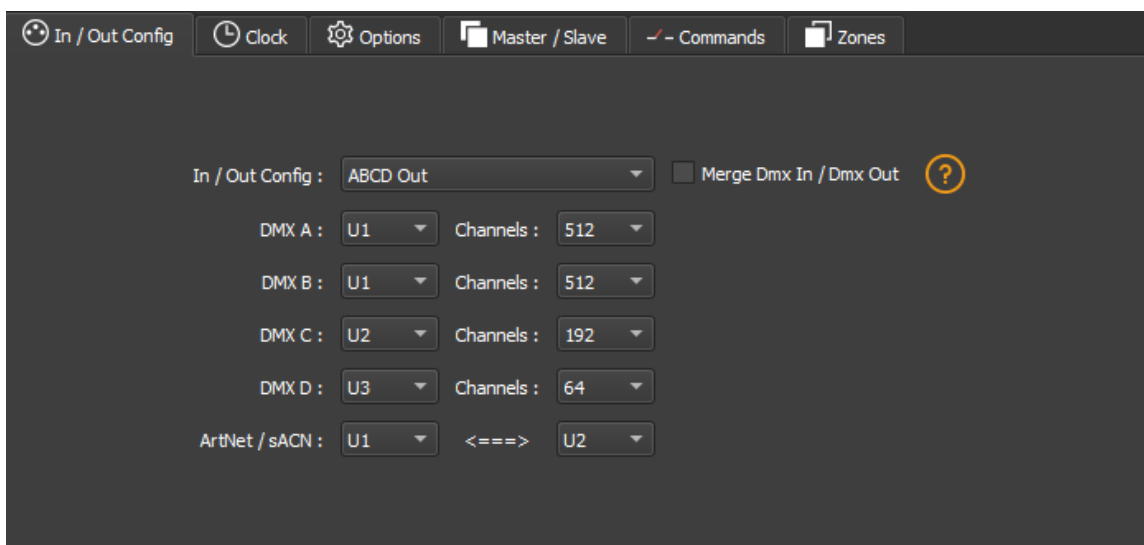 In / Out Config Clock Options Master / Slave Commands Zones
In / Out Config : ABCD Out Merge Dmx In / Dmx Out ?
DMX A : U1 Channels : 512
DMX B : U1 Channels : 512
DMX C : U2 Channels : 192
DMX D : U3 Channels : 64
ArtNet / sACN : U1 <===> U2